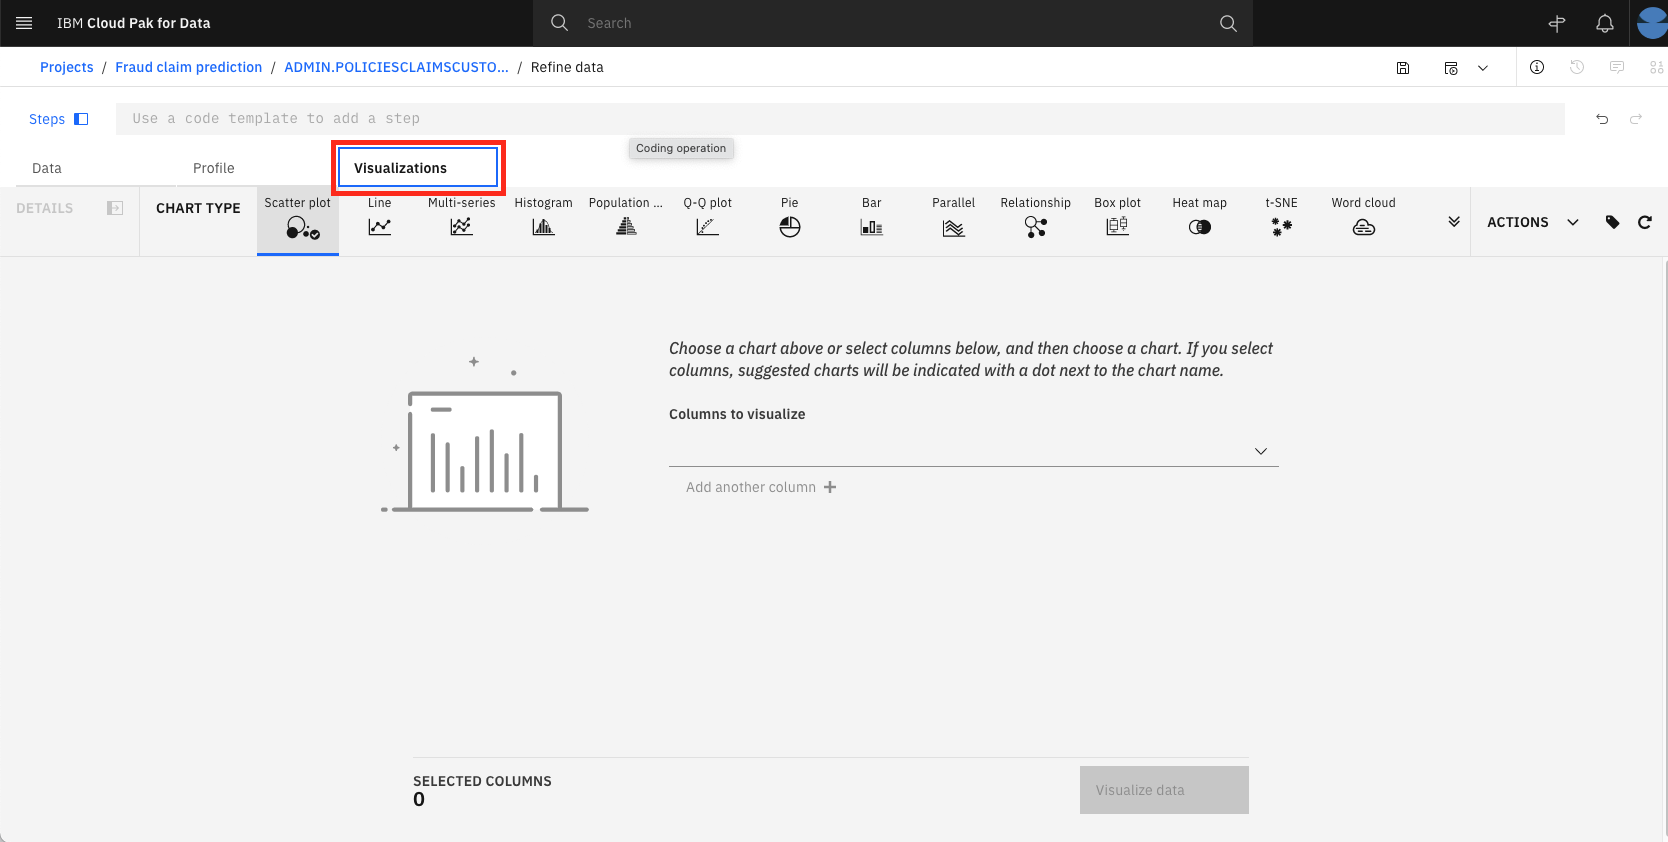 IBM Cloud Pak for Data
Search
Projects / Fraud claim prediction / ADMIN.POLICIESCLAIMSCUSTO... / Refine data
Steps
Use a code template to add a step
Coding operation
Data
Profile
Visualizations
DETAILS
CHART TYPE
Scatter plot
Line
Multi-series
Histogram
Population ...
Q-Q plot
Pie
Bar
Parallel
Relationship
Box plot
Heat map
t-SNE
Word cloud
ACTIONS
Choose a chart above or select columns below, and then choose a chart. If you select
columns, suggested charts will be indicated with a dot next to the chart name.
Columns to visualize
Add another column
SELECTED COLUMNS
0
Visualize data